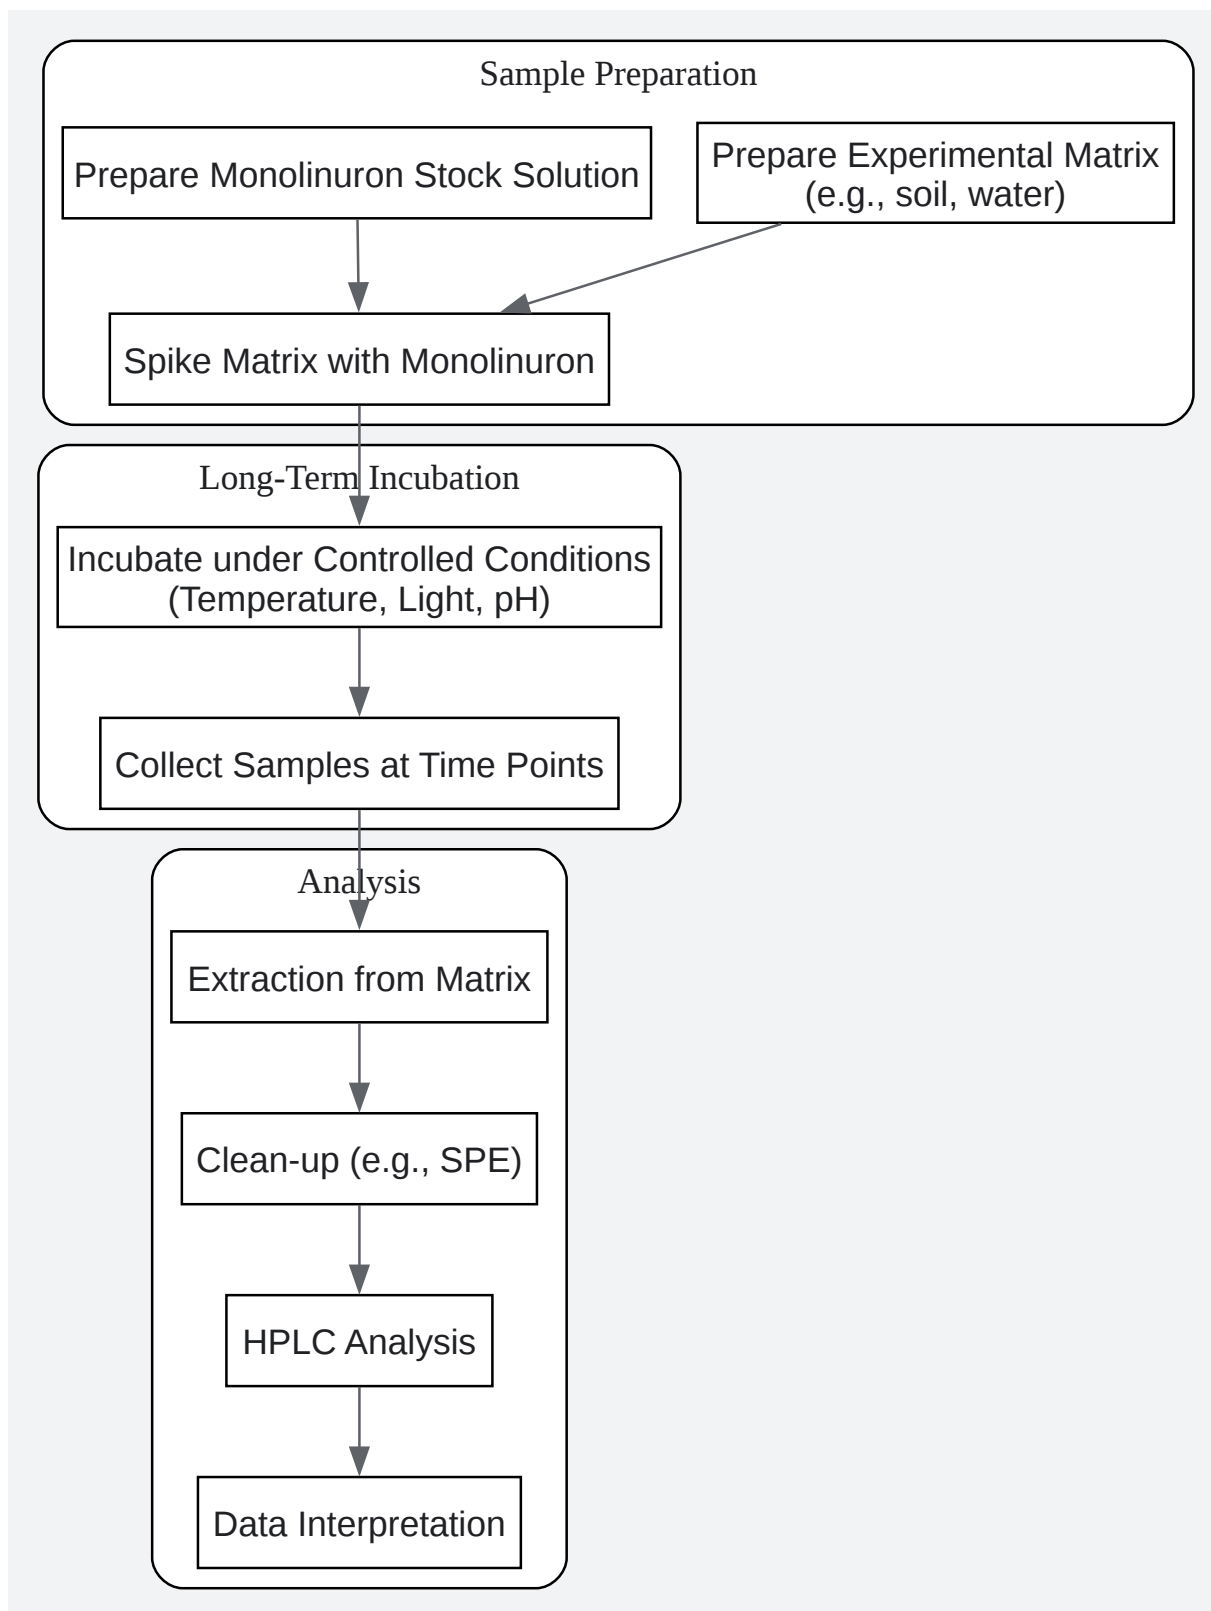 Sample Preparation
Prepare Monolinuron Stock Solution
Prepare Experimental Matrix
(e.g., soil, water)
Spike Matrix with Monolinuron
Long-Term Incubation
Incubate under Controlled Conditions
(Temperature, Light, pH)
Collect Samples at Time Points
Analysis
Extraction from Matrix
Clean-up (e.g., SPE)
HPLC Analysis
Data Interpretation